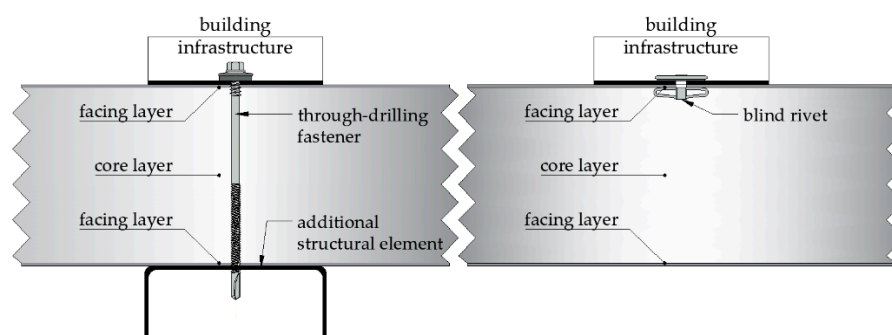 building
infrastructure
facing layer
through-drilling
fastener
core layer
facing layer
additional
structural element
building
infrastructure
facing layer
blind rivet
core layer
facing layer